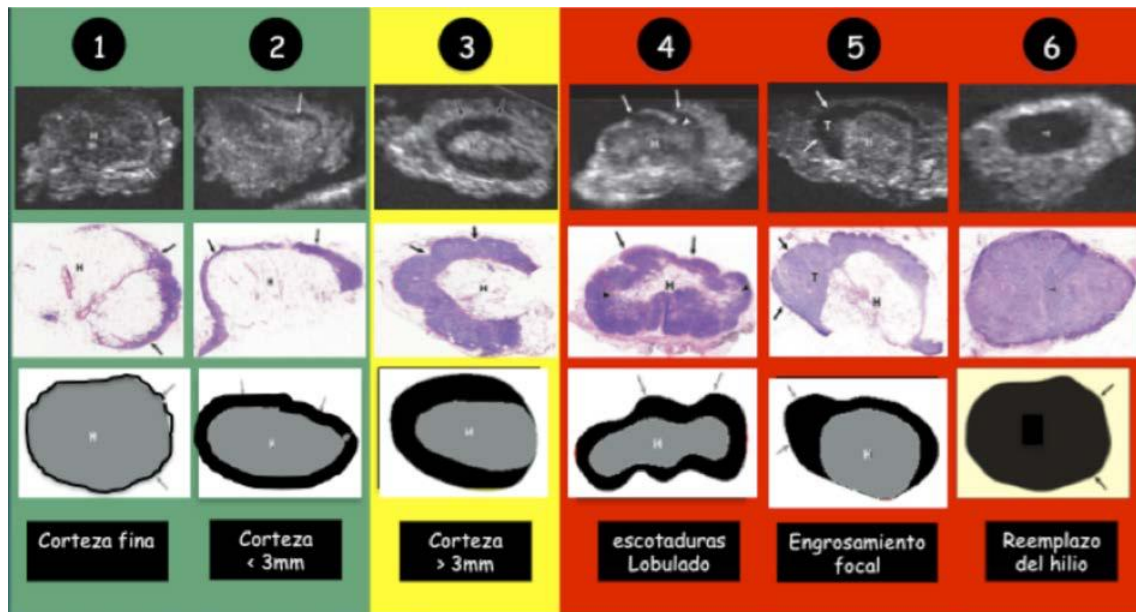 1
2
3
4
5
6
H
H
H
T
H
H
H
H
H
T
H
H
H
H
H
H
Corteza fina
Corteza
< 3mm
Corteza
> 3mm
escotaduras
Lobulado
Engrosamiento
focal
Reemplazo
del hilio